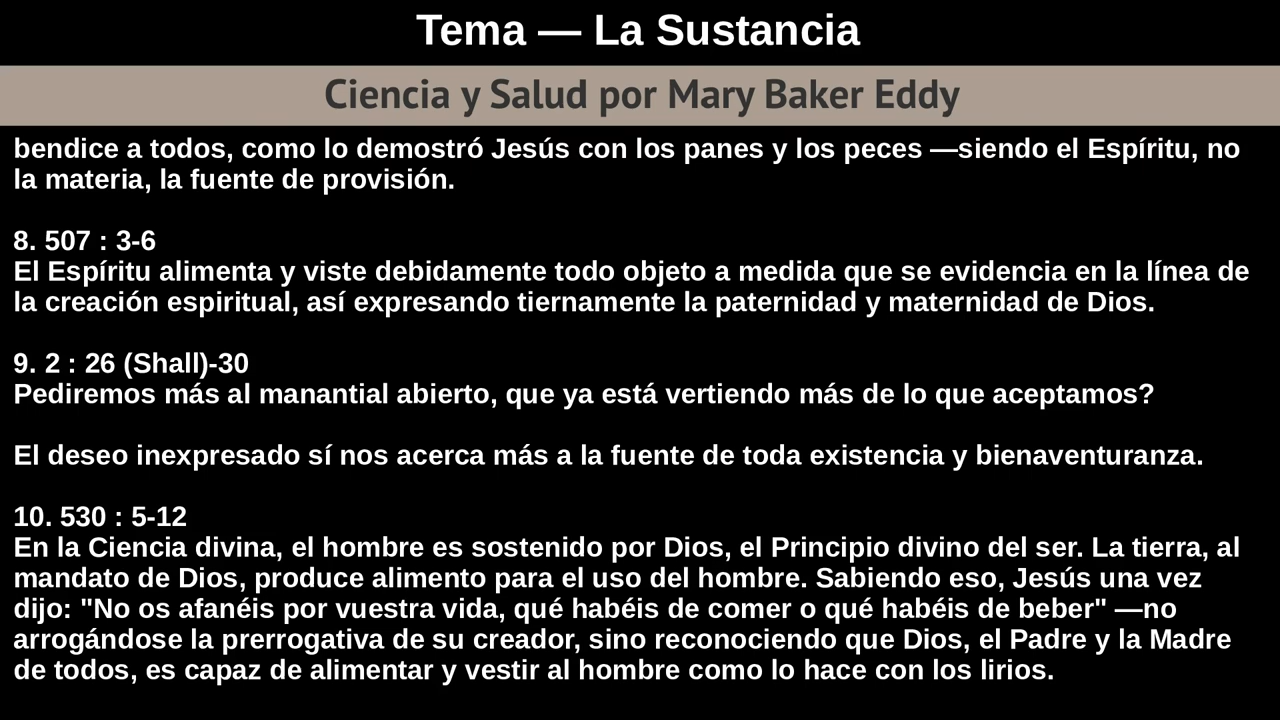 Tema — La Sustancia
Ciencia y Salud por Mary Baker Eddy
bendice a todos, como lo demostró Jesús con los panes y los peces —siendo el Espíritu, no
la materia, la fuente de provisión.
8. 507 : 3-6
El Espíritu alimenta y viste debidamente todo objeto a medida que se evidencia en la línea de
la creación espiritual, así expresando tiernamente la paternidad y maternidad de Dios.
9. 2 : 26 (Shall)-30
Pediremos más al manantial abierto, que ya está vertiendo más de lo que aceptamos?
El deseo inexpresado sí nos acerca más a la fuente de toda existencia y bienaventuranza.
10. 530 : 5-12
En la Ciencia divina, el hombre es sostenido por Dios, el Principio divino del ser. La tierra, al
mandato de Dios, produce alimento para el uso del hombre. Sabiendo eso, Jesús una vez
dijo: "No os afanéis por vuestra vida, qué habéis de comer o qué habéis de beber" —no
arrogándose la prerrogativa de su creador, sino reconociendo que Dios, el Padre y la Madre
de todos, es capaz de alimentar y vestir al hombre como lo hace con los lirios.